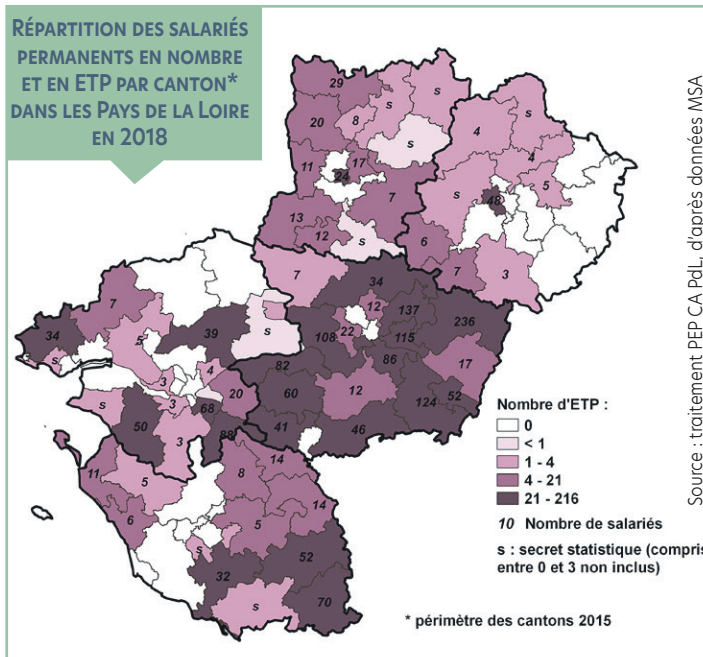 RÉPARTITION DES SALARIÉS
PERMANENTS EN NOMBRE
ET EN ETP PAR CANTON*
DANS LES PAYS DE LA LOIRE
EN 2018
29
s
s
20
8
s
4
s
11
17
24
4
s
5
48
7
13
12
s
6
7
3
7
34
7
34
39
s
5
12
137
236
22
108
115
s
3
4
82
86
17
20
60
12
s
3
50
68
124
52
3
88
41
46
11
5
8
14
6
5
14
s
32
52
s
70
Nombre d'ETP :
0
< 1
1 - 4
4 - 21
21 - 216
10 Nombre de salariés
s : secret statistique (compris
entre 0 et 3 non inclus)
* périmètre des cantons 2015
Source : traitement PEP CA PdL, d'après données MSA